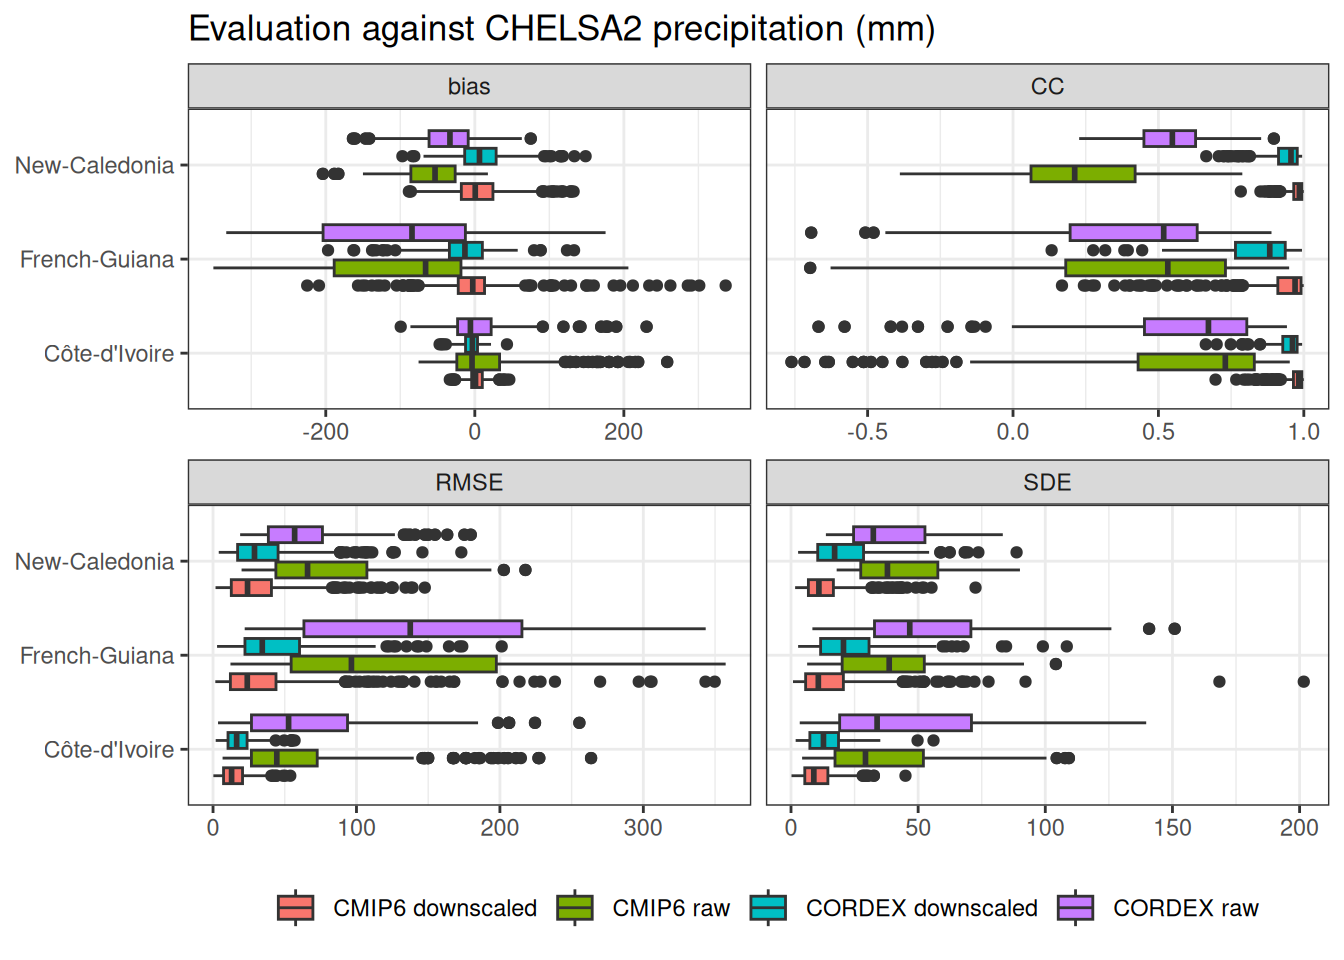 Evaluation against CHELSA2 precipitation (mm)
bias
CC
New-Caledonia
French-Guiana
Côte-d'Ivoire
-200 0 200
-0.5 0.0 0.5 1.0
RMSE
SDE
New-Caledonia
French-Guiana
Côte-d'Ivoire
0 100 200 300
0 50 100 150 200
CMIP6 downscaled CMIP6 raw CORDEX downscaled CORDEX raw